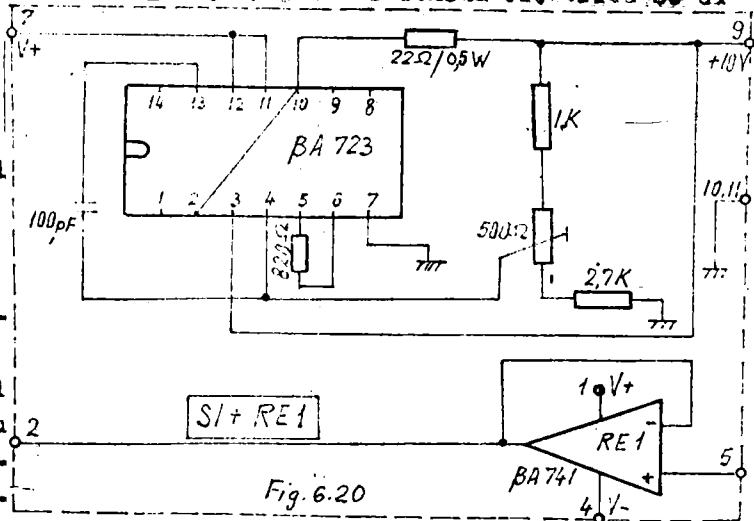 7
V+
22Ω/0,5W
9
+10V
14 13 12 11 10 9 8
βA 723
1K
1 2 3 4 5 6 7
100pF
820Ω
500Ω
10,11
2,7K
SI + RE1
1 V+
-
RE1
2
βA741
+
5
4 V-
Fig. 6.20